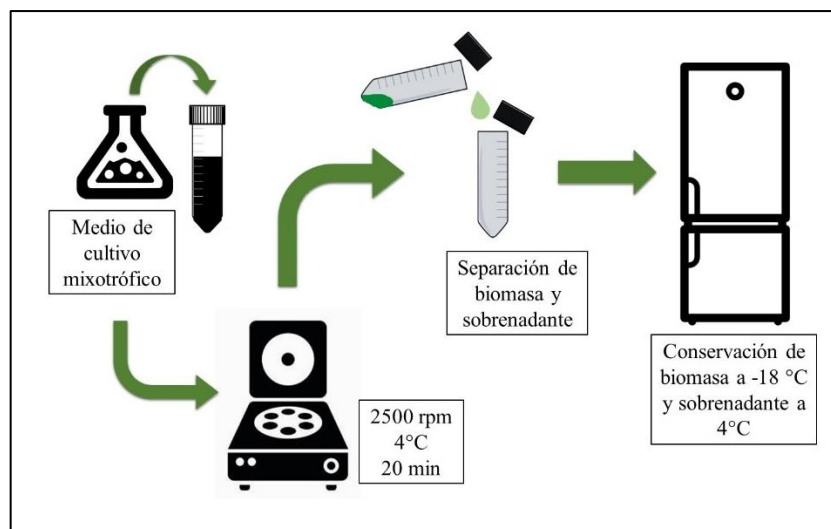 Medio de
cultivo
mixotrófico
2500 rpm
4°C
20 min
Separación de
biomasa y
sobrenadante
Conservación de
biomasa a -18 °C
y sobrenadante a
4°C